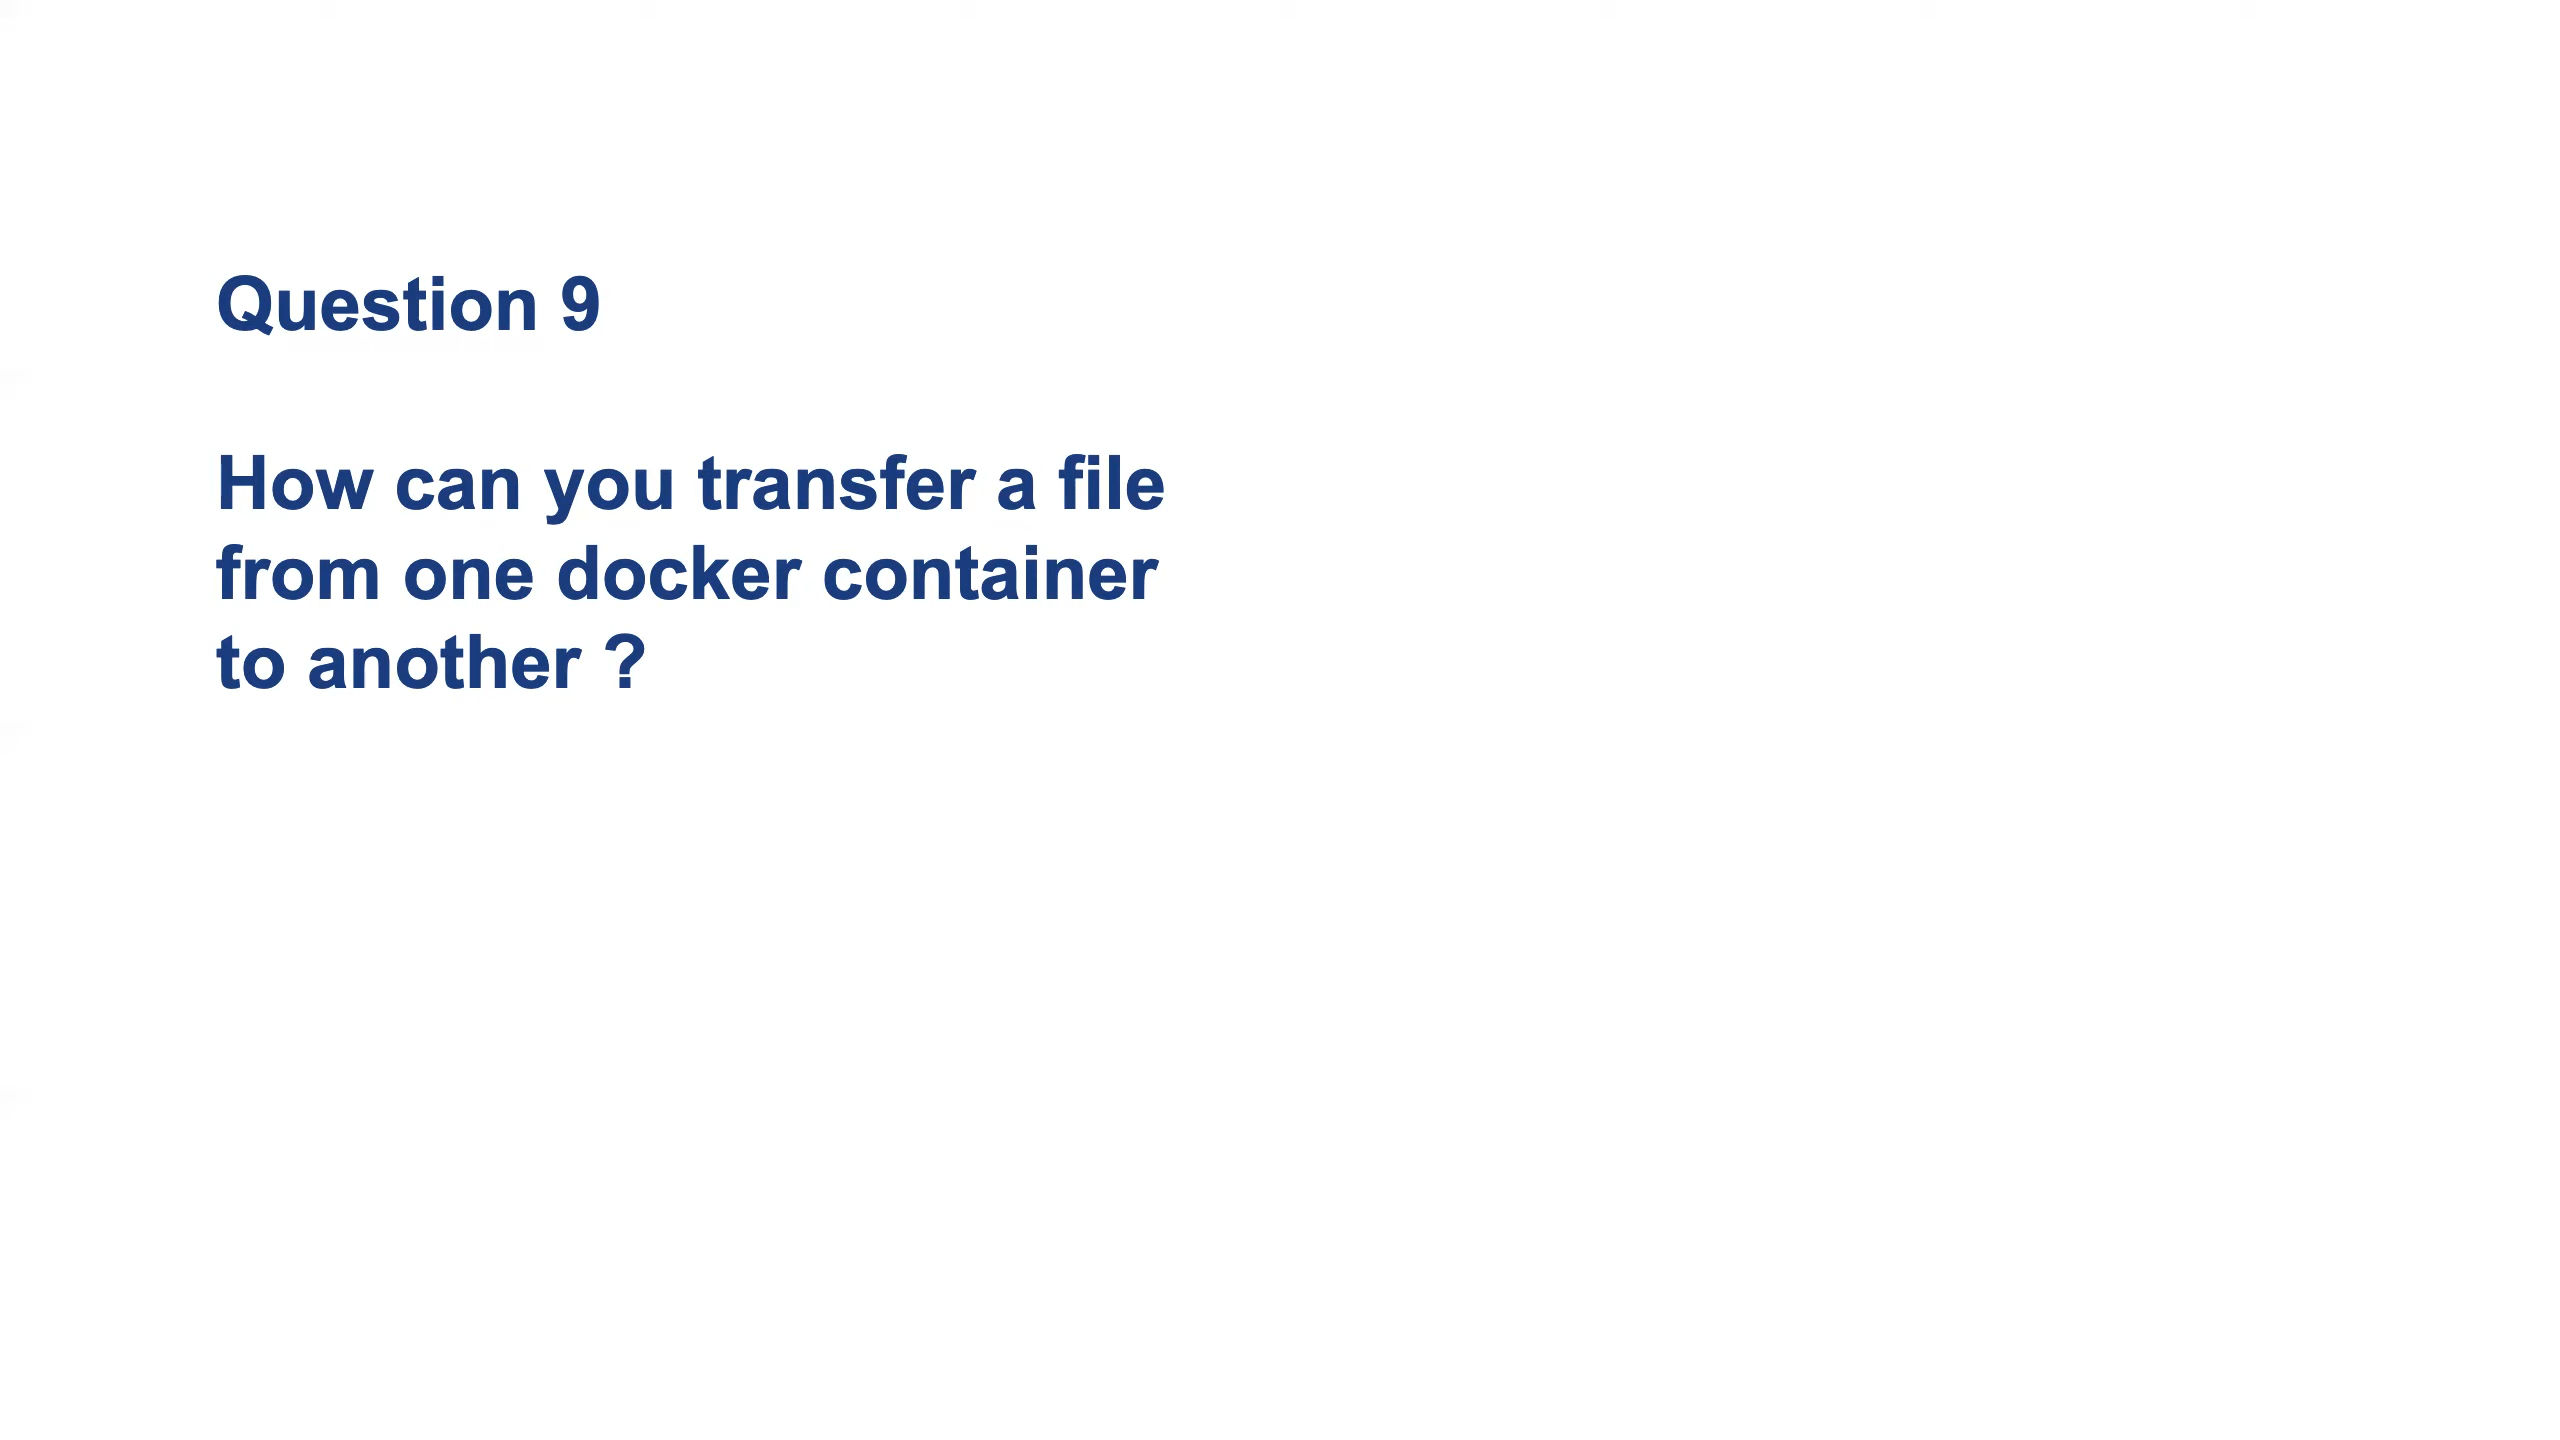 Question 9
How can you transfer a file
from one docker container
to another ?